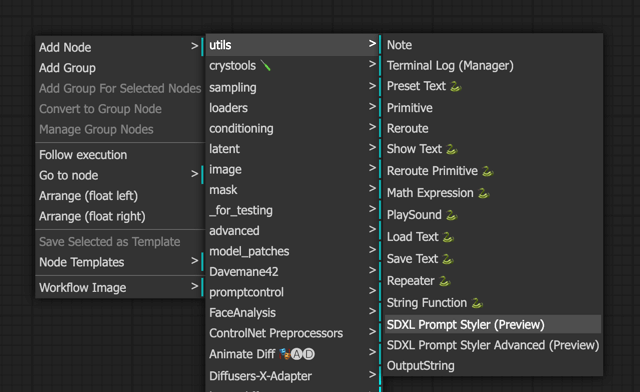 Add Node >
Add Group
Add Group For Selected Nodes
Convert to Group Node
Manage Group Nodes
Follow execution
Go to node >
Arrange (float left)
Arrange (float right)
Save Selected as Template
Node Templates >
Workflow Image >
utils >
crystools >
sampling >
loaders >
conditioning >
latent >
image >
mask >
_for_testing >
advanced >
model_patches >
Davemane42 >
promptcontrol >
FaceAnalysis >
ControlNet Preprocessors >
Animate Diff 🎭🅐🅓 >
Diffusers-X-Adapter >
Note
Terminal Log (Manager)
Preset Text 🐍
Primitive
Reroute
Show Text 🐍
Reroute Primitive 🐍
Math Expression 🐍
PlaySound 🐍
Load Text 🐍
Save Text 🐍
Repeater 🐍
String Function 🐍
SDXL Prompt Styler (Preview)
SDXL Prompt Styler Advanced (Preview)
OutputString